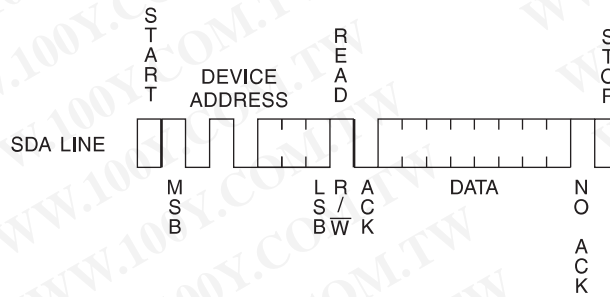 START
DEVICE
ADDRESS
READ
STOP
SDA LINE
MSB
LSB
R/W
ACK
DATA
NO ACK
WWW.100Y.COM.TW